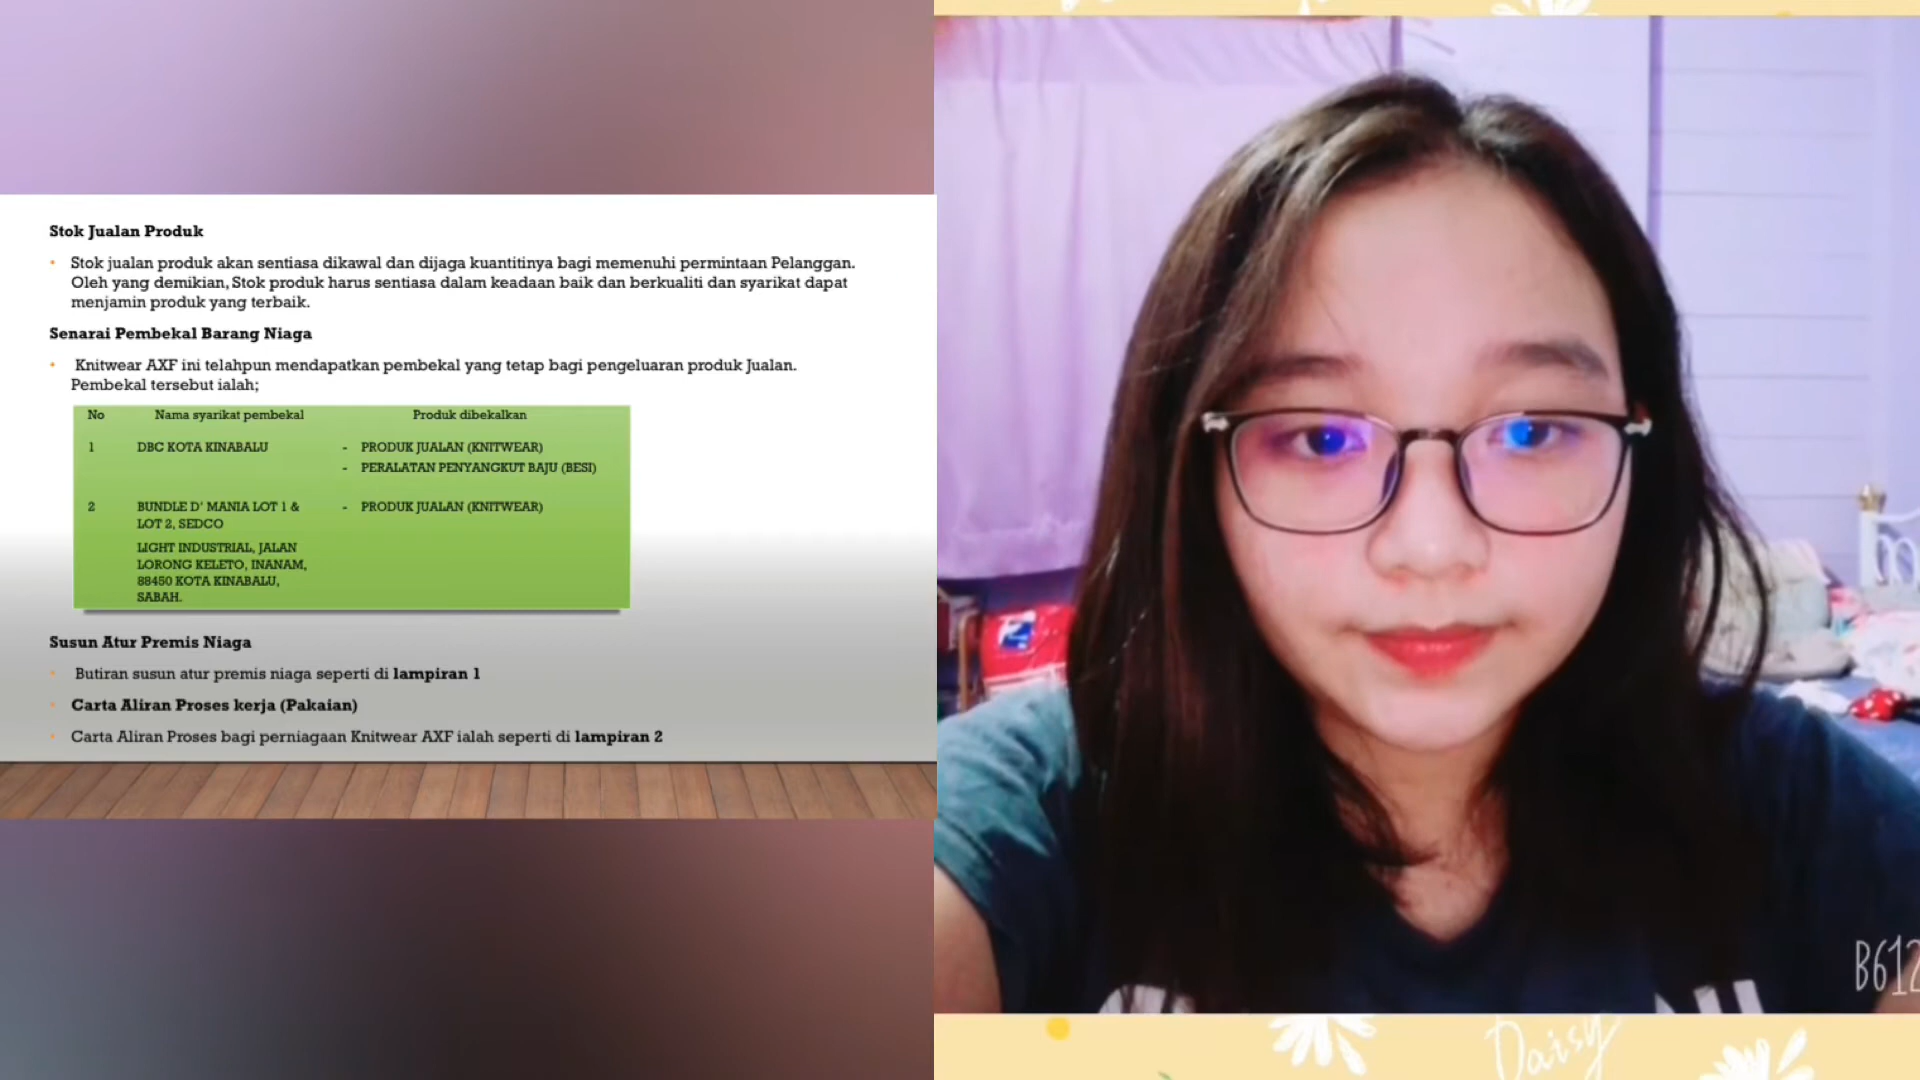 Stok Jualan Produk
• Stok jualan produk akan sentiasa dikawal dan dijaga kuantitinya bagi memenuhi permintaan Pelanggan.
Oleh yang demikian, Stok produk harus sentiasa dalam keadaan baik dan berkualiti dan syarikat dapat
menjamin produk yang terbaik.
Senarai Pembekal Barang Niaga
• Knitwear AXF ini telahpun mendapatkan pembekal yang tetap bagi pengeluaran produk Jualan.
Pembekal tersebut ialah;
No Nama syarikat pembekal Produk dibekalkan
1 DBC KOTA KINABALU - PRODUK JUALAN (KNITWEAR)
- PERALATAN PENYANGKUT BAJU (BESI)
2 BUNDLE D' MANIA LOT 1 & - PRODUK JUALAN (KNITWEAR)
LOT 2, SEDCO
LIGHT INDUSTRIAL, JALAN
LORONG KELETO, INANAM,
88450 KOTA KINABALU,
SABAH.
Susun Atur Premis Niaga
• Butiran susun atur premis niaga seperti di lampiran 1
• Carta Aliran Proses kerja (Pakaian)
• Carta Aliran Proses bagi perniagaan Knitwear AXF ialah seperti di lampiran 2
B612
Daisy